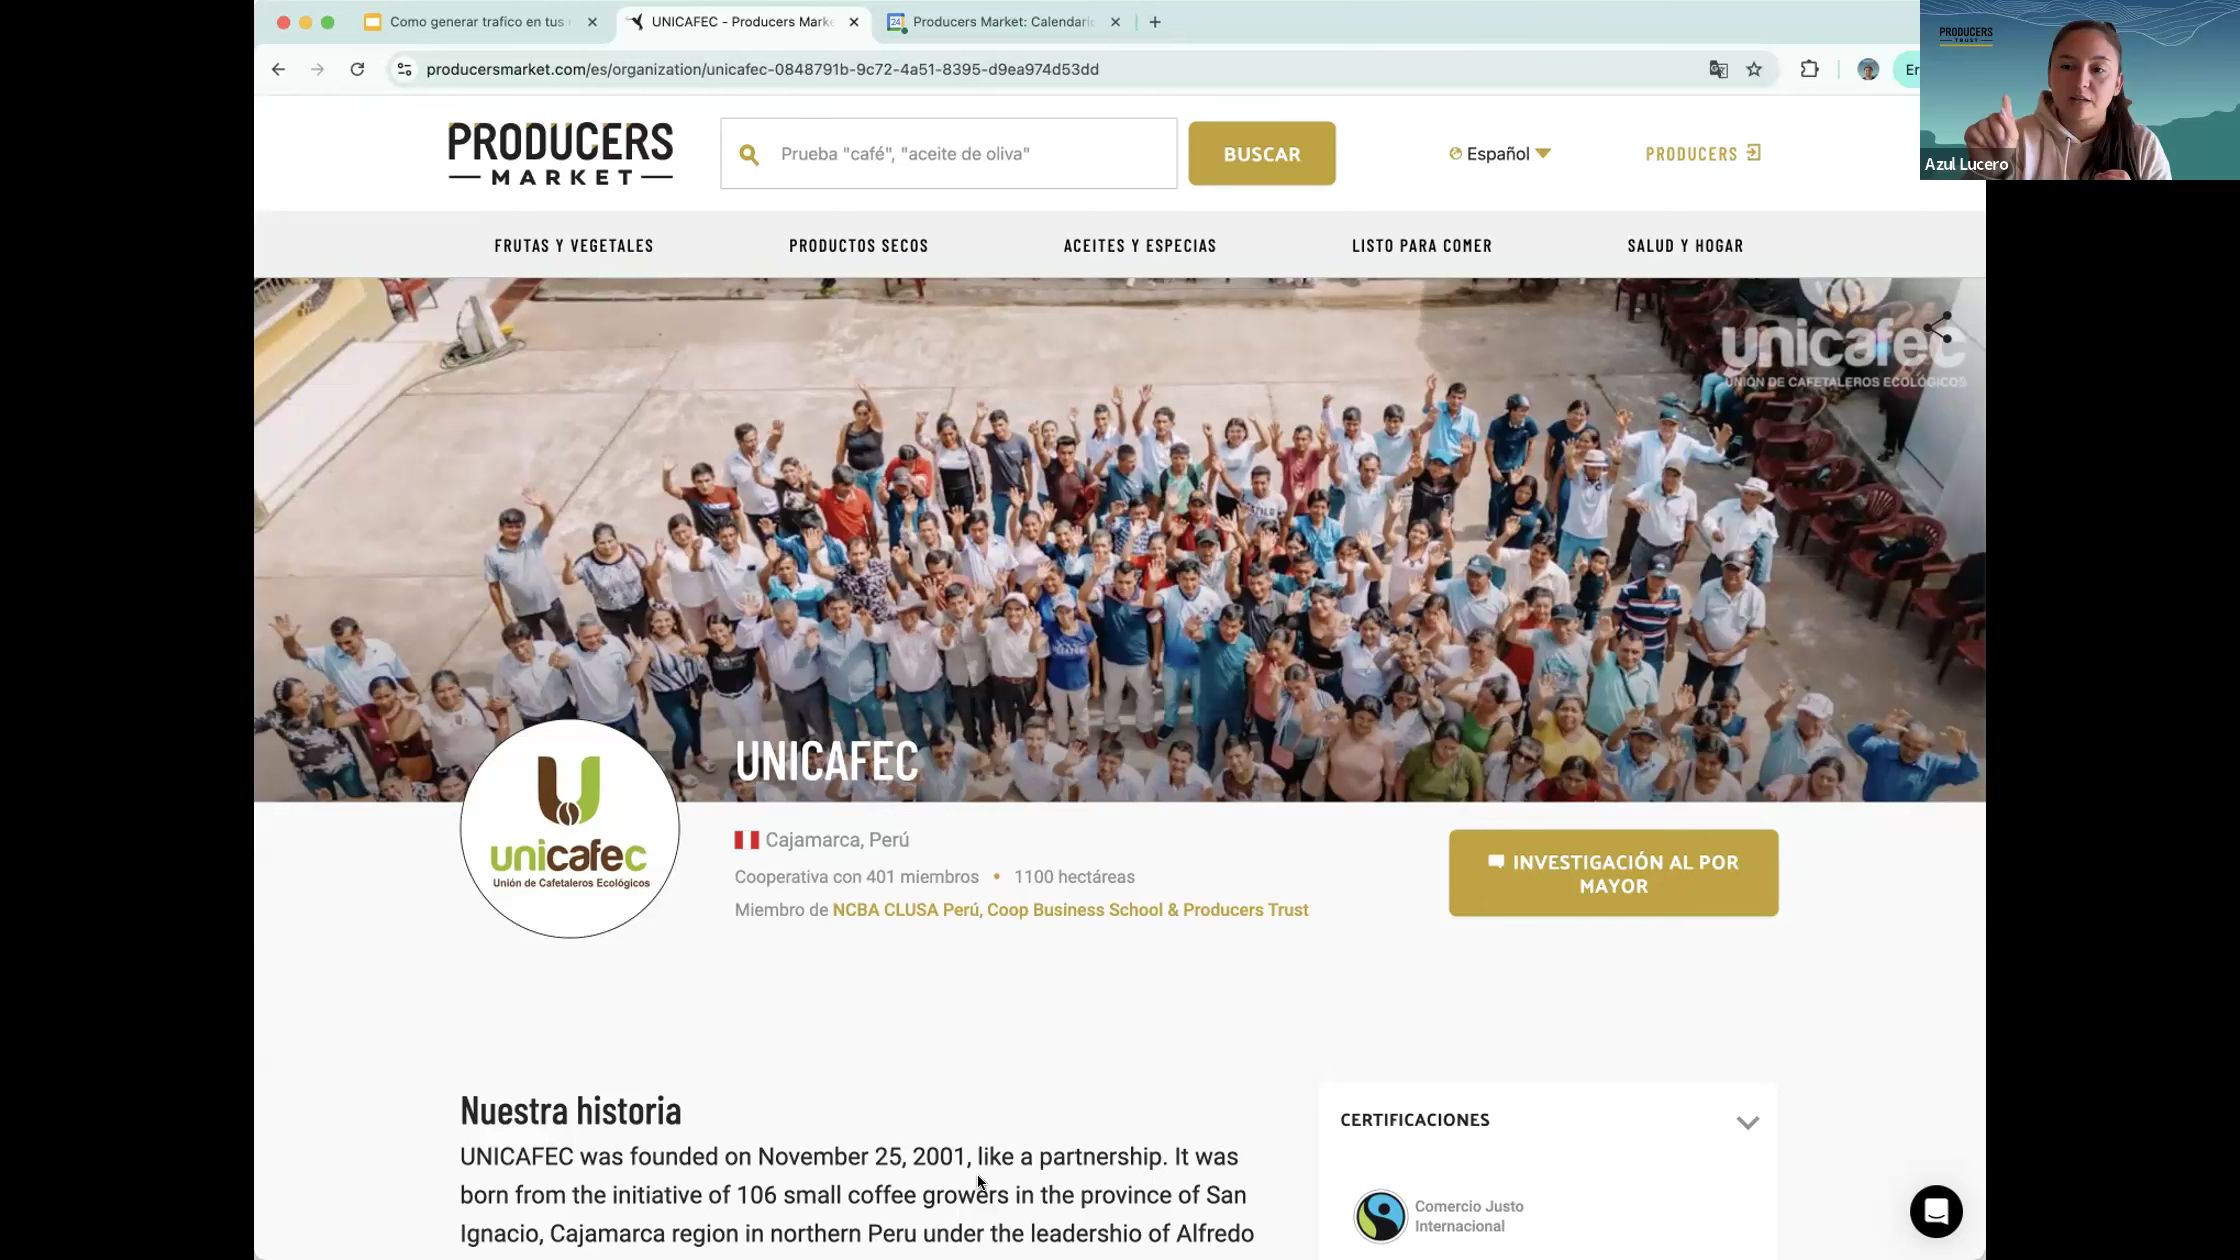 Como generar trafico en tus
UNICAFEC - Producers Marke
Producers Market: Calendario
producersmarket.com/es/organization/unicafec-0848791b-9c72-4a51-8395-d9ea974d53dd
Er
PRODUCERS
TRUST
Azul Lucero
PRODUCERS
MARKET
Prueba "café", "aceite de oliva"
BUSCAR
Español
PRODUCERS
FRUTAS Y VEGETALES
PRODUCTOS SECOS
ACEITES Y ESPECIAS
LISTO PARA COMER
SALUD Y HOGAR
unicafec
UNIÓN DE CAFETALEROS ECOLÓGICOS
UNICAFEC
unicafec
Unión de Cafetaleros Ecológicos
Cajamarca, Perú
Cooperativa con 401 miembros • 1100 hectáreas
Miembro de NCBA CLUSA Perú, Coop Business School & Producers Trust
INVESTIGACIÓN AL POR
MAYOR
Nuestra historia
UNICAFEC was founded on November 25, 2001, like a partnership. It was
born from the initiative of 106 small coffee growers in the province of San
Ignacio, Cajamarca region in northern Peru under the leadership of Alfredo
CERTIFICACIONES
Comercio Justo
Internacional